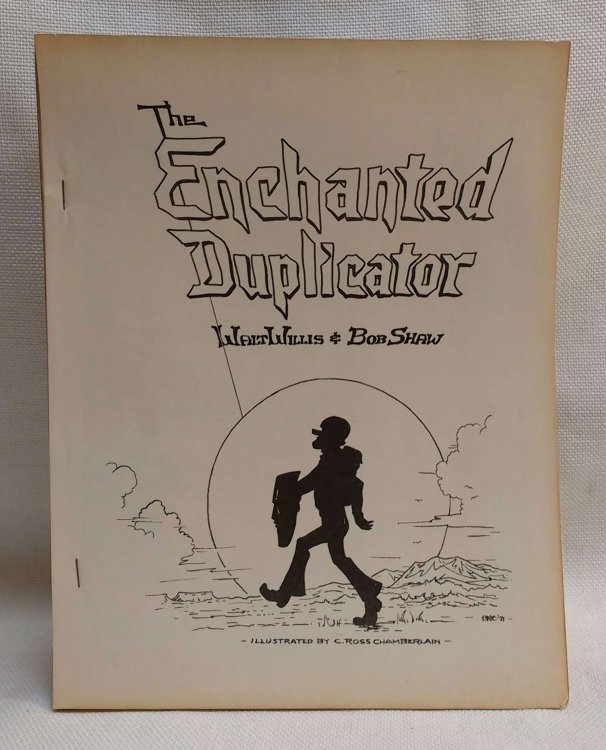 The
Enchanted
Duplicator
WALT WILLIS & BOB SHAW
- ILLUSTRATED BY C. ROSS CHAMBERLAIN -